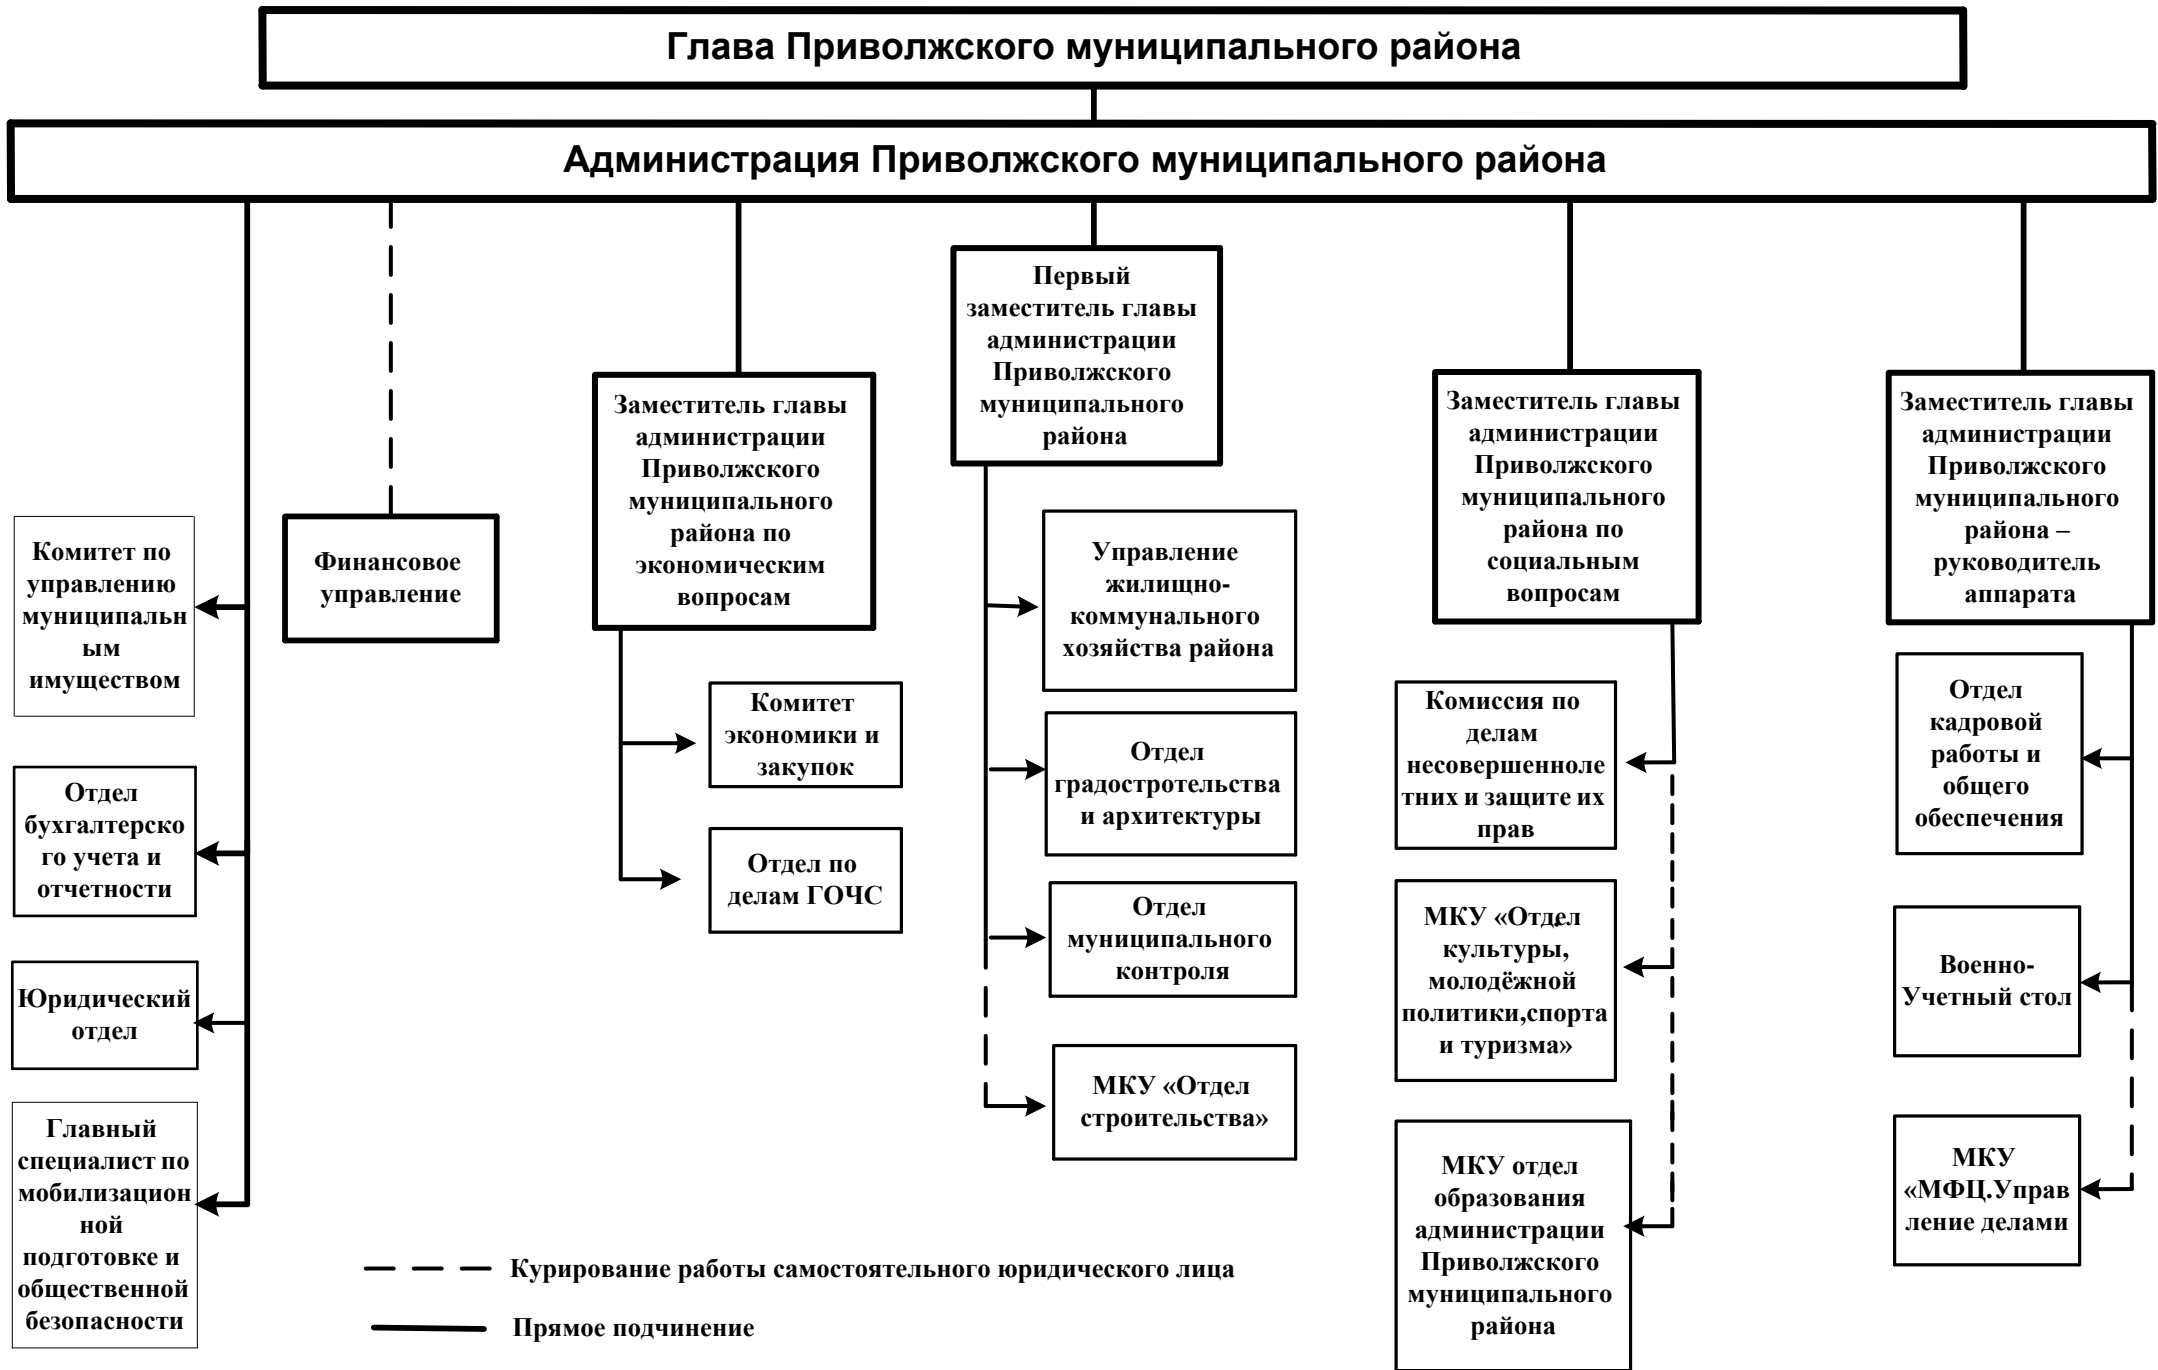 Глава Приволжского муниципального района
Администрация Приволжского муниципального района
Комитет по
управлению
муниципальн
ым
имуществом
Отдел
бухгалтерско
го учета и
отчетности
Юридический
отдел
Главный
специалист по
мобилизацион
ной
подготовке и
общественной
безопасности
Финансовое
управление
Заместитель главы
администрации
Приволжского
муниципального
района по
экономическим
вопросам
Комитет
экономики и
закупок
Отдел по
делам ГОЧС
Первый
заместитель главы
администрации
Приволжского
муниципального
района
Управление
жилищно-
коммунального
хозяйства района
Отдел
градостротельства
и архитектуры
Отдел
муниципального
контроля
МКУ «Отдел
строительства»
Заместитель главы
администрации
Приволжского
муниципального
района по
социальным
вопросам
Комиссия по
делам
несовершенноле
тних и защите их
прав
МКУ «Отдел
культуры,
молодёжной
политики,спорта
и туризма»
МКУ отдел
образования
администрации
Приволжского
муниципального
района
Заместитель главы
администрации
Приволжского
муниципального
района –
руководитель
аппарата
Отдел
кадровой
работы и
общего
обеспечения
Военно-
Учетный стол
МКУ
«МФЦ.Управ
ление делами
Курирование работы самостоятельного юридического лица
Прямое подчинение